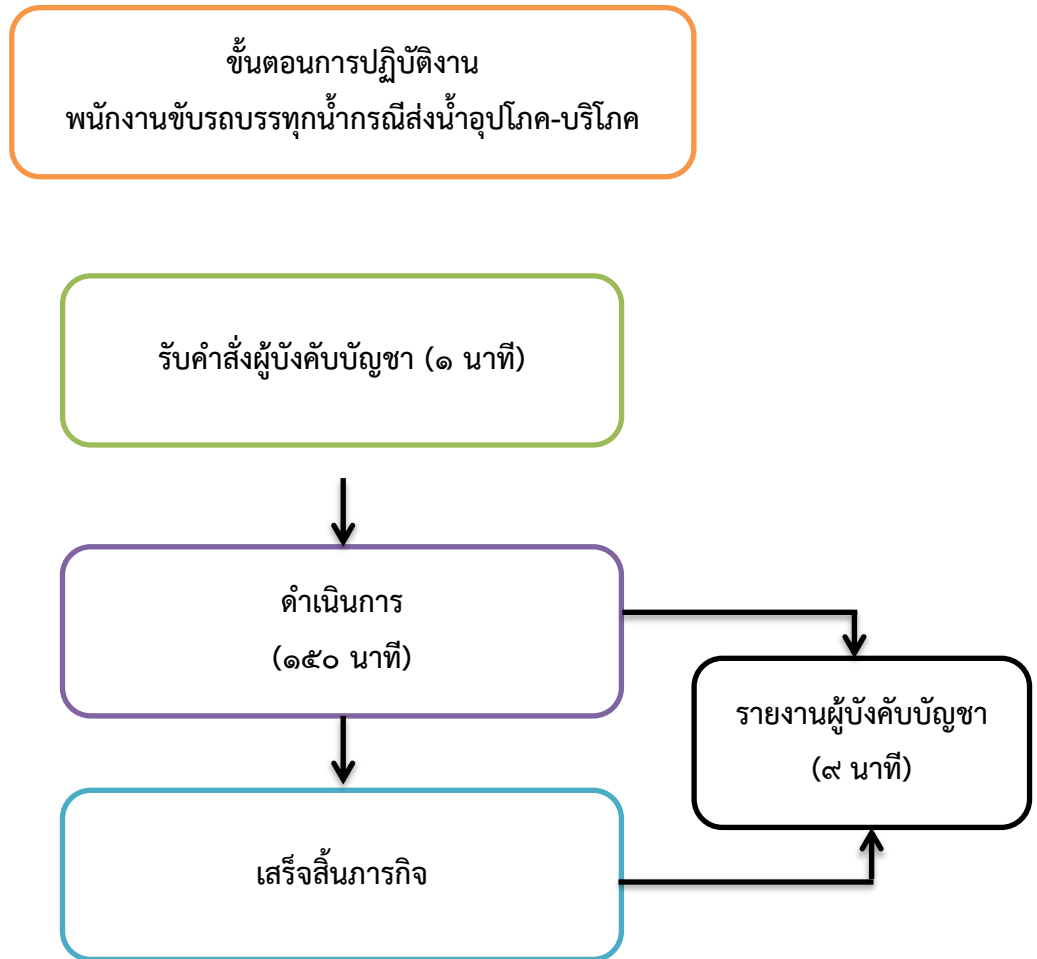 ขั้นตอนการปฏิบัติงาน
พนักงานขับรถบรรทุกน้ำกรณีส่งน้ำอุปโภค-บริโภค
รับคำสั่งผู้บังคับบัญชา (๑ นาที)
ดำเนินการ
(๑๕๐ นาที)
รายงานผู้บังคับบัญชา
(๙ นาที)
เสร็จสิ้นภารกิจ